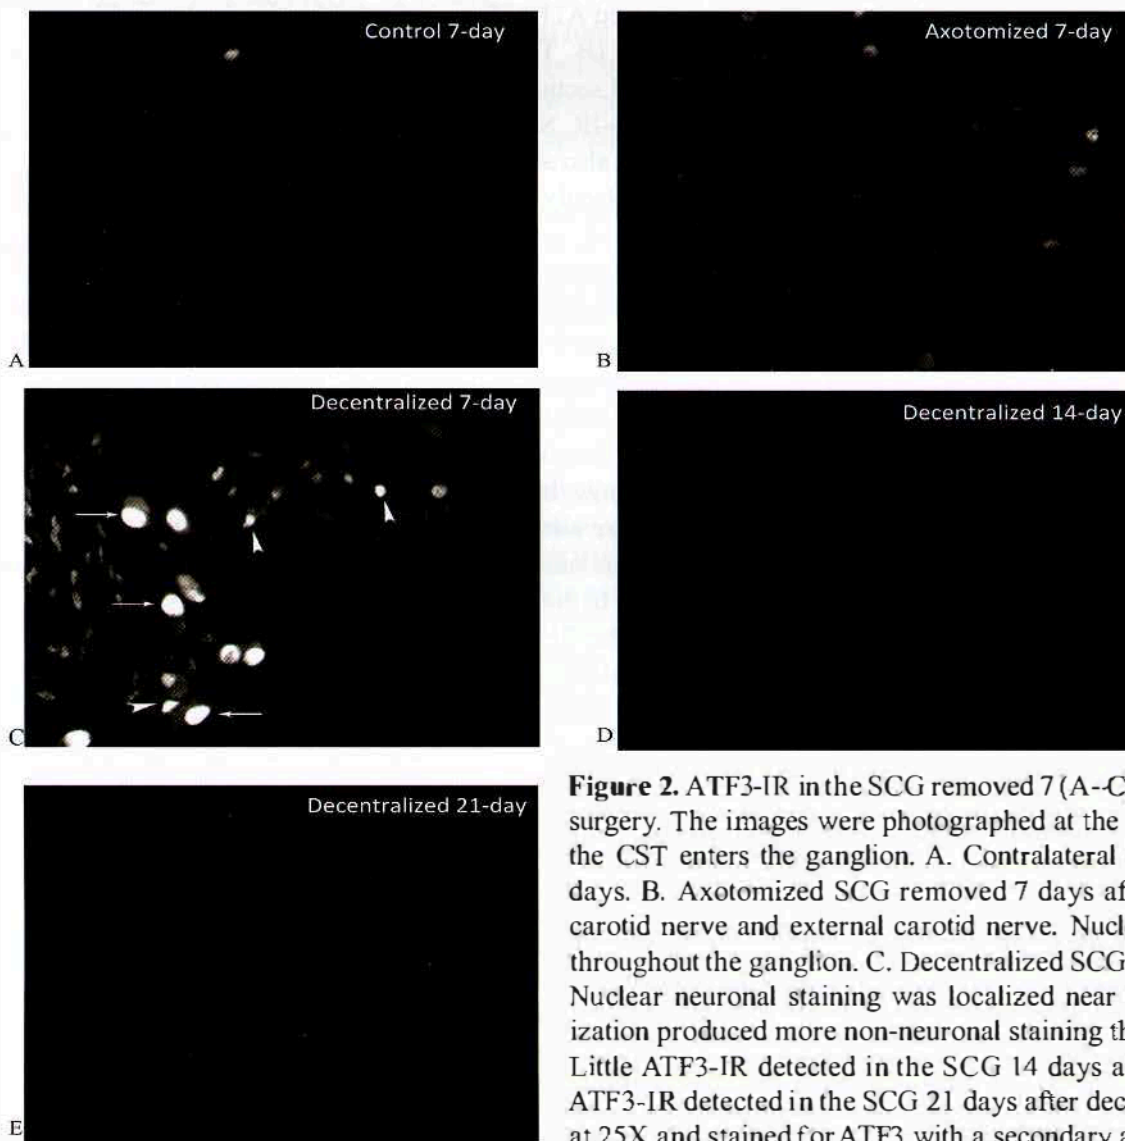 Control 7-day
Axotomized 7-day
A
B
Decentralized 7-day
Decentralized 14-day
C
D
Decentralized 21-day
E
Figure 2. ATF3-IR in the SCG removed 7 (A--C
surgery. The images were photographed at the
the CST enters the ganglion. A. Contralateral
days. B. Axotomized SCG removed 7 days af
carotid nerve and external carotid nerve. Nucl
throughout the ganglion. C. Decentralized SCG
Nuclear neuronal staining was localized near
ization produced more non-neuronal staining th
Little ATF3-IR detected in the SCG 14 days a
ATF3-IR detected in the SCG 21 days after dec
at 25X and stained for ATF3 with a secondary a